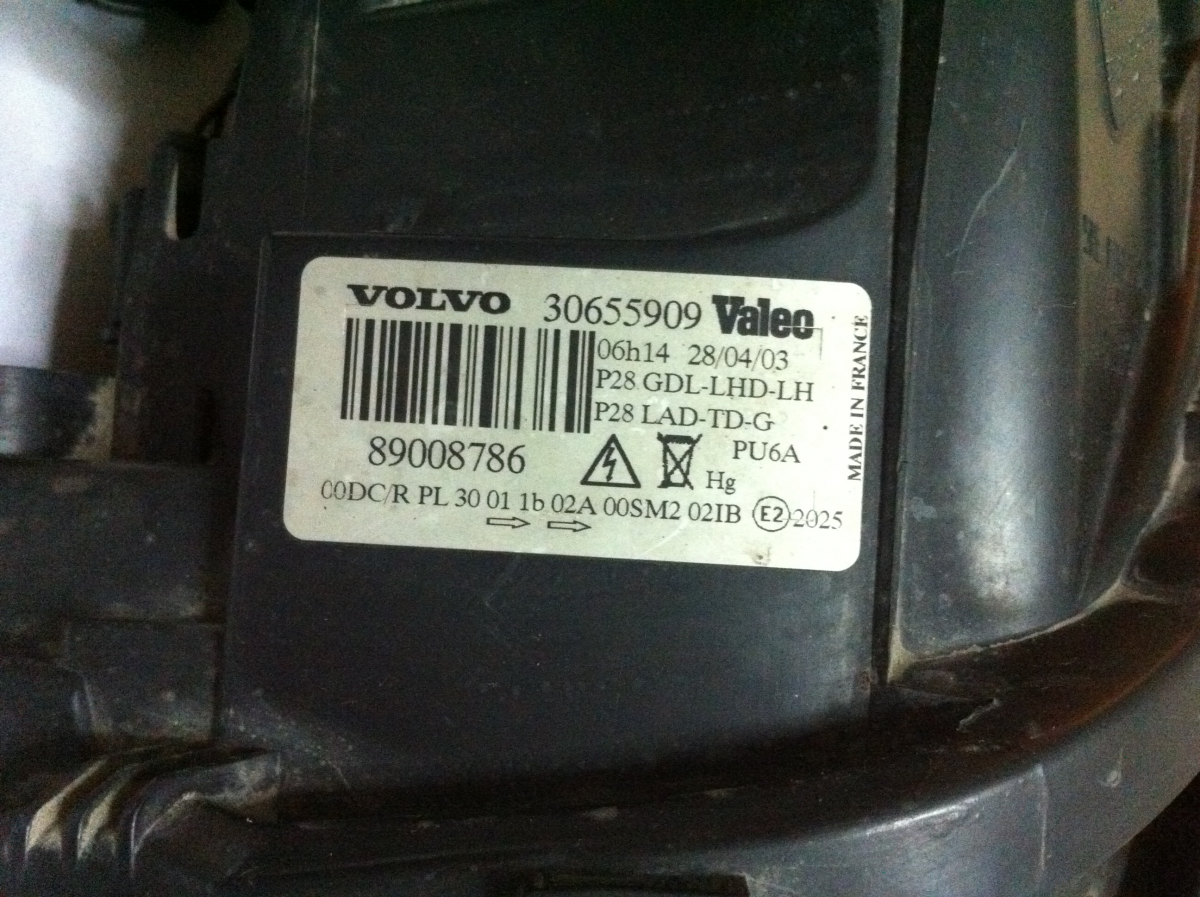 VOLVO 30655909 Valeo
06h14 28/04/03
P28 GDL-LHD-LH
P28 LAD-TD-G
89008786
PU6A
Hg
00DC/R PL 30 01 1b 02A 00SM2 02IB E2 2025
MADE IN FRANCE